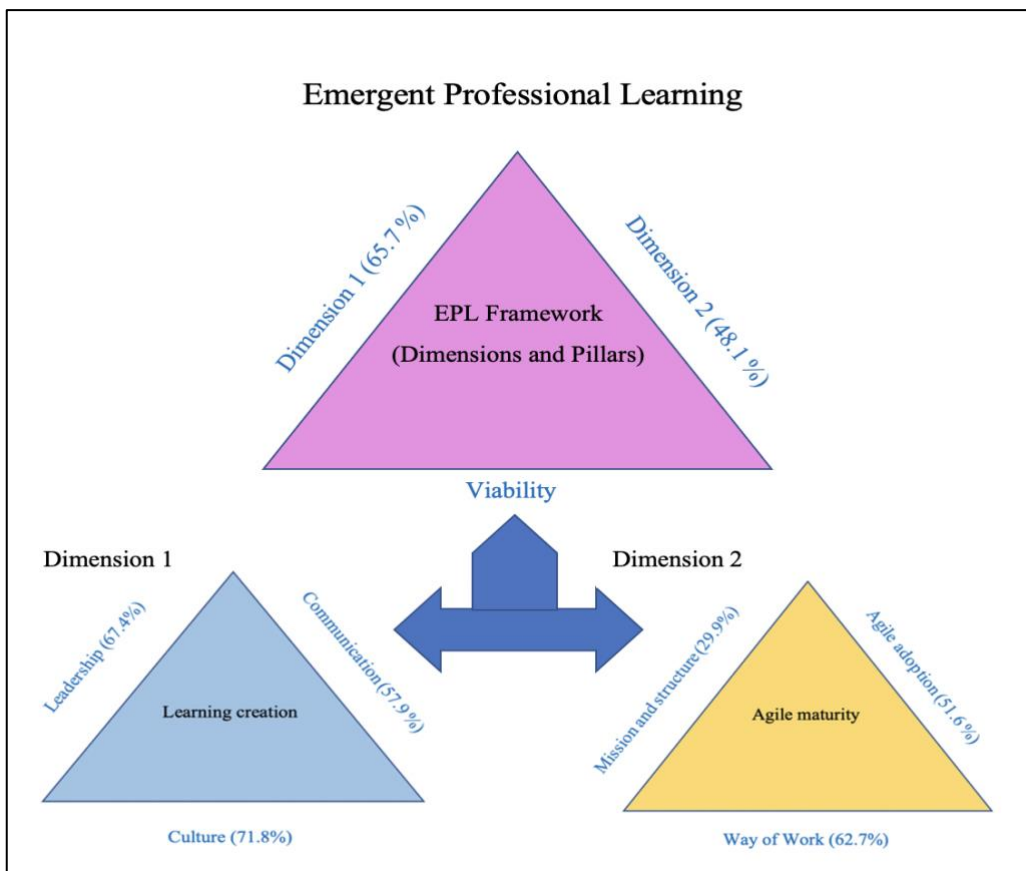 Emergent Professional Learning
Dimension 1 (65.7 %)
Dimension 2 (48.1 %)
EPL Framework
(Dimensions and Pillars)
Viability
Dimension 1
Leadership (67.4%)
Communication (57.9%)
Learning creation
Culture (71.8%)
Dimension 2
Mission and structure (29.9%)
Agile adoption (51.6%)
Agile maturity
Way of Work (62.7%)